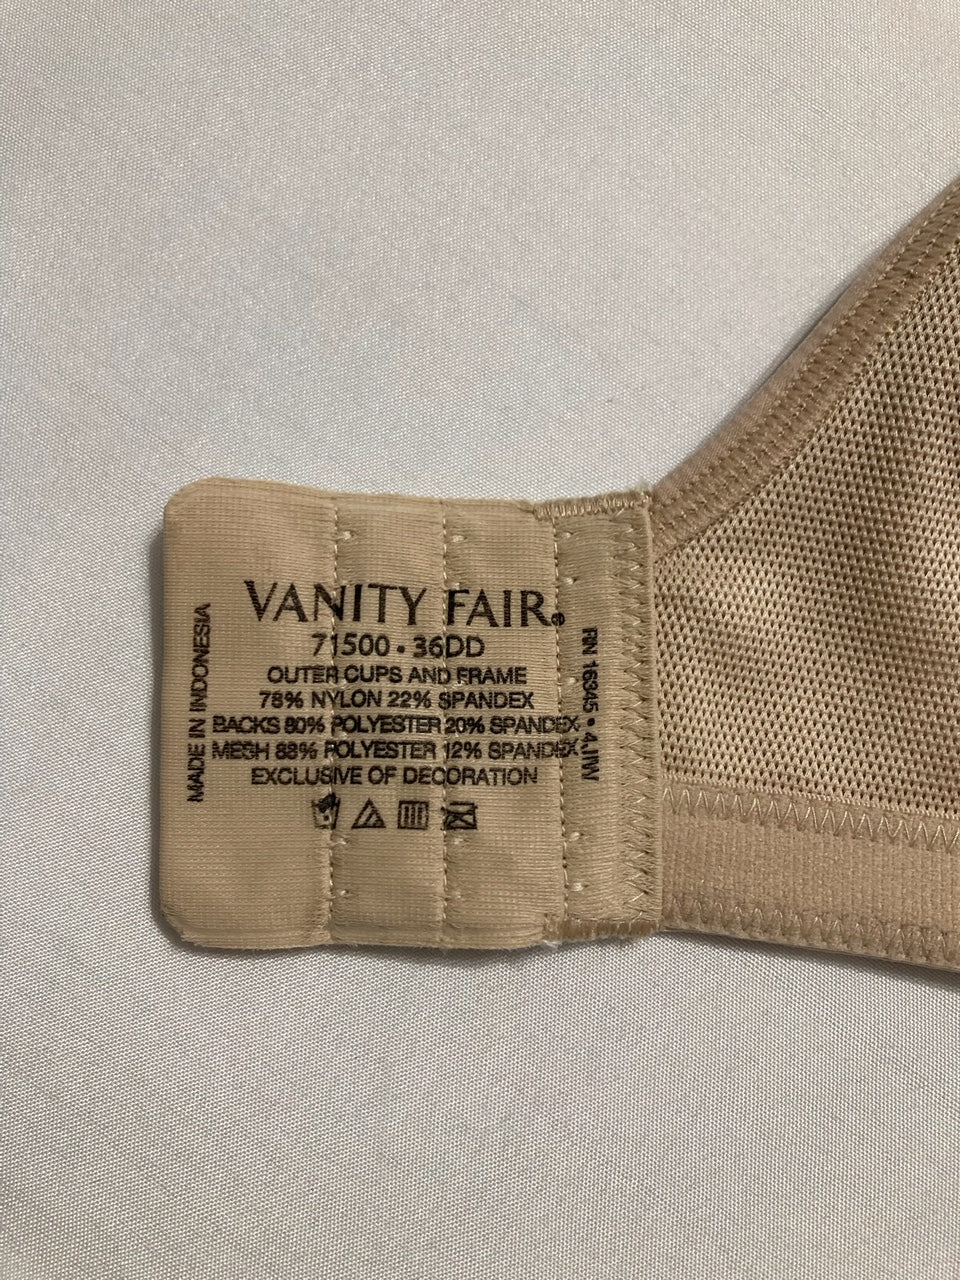 VANITY FAIR®
71500 • 36DD
OUTER CUPS AND FRAME
78% NYLON 22% SPANDEX
BACKS 80% POLYESTER 20% SPANDEX
MESH 88% POLYESTER 12% SPANDEX
EXCLUSIVE OF DECORATION
MADE IN INDONESIA
RN 16345 •